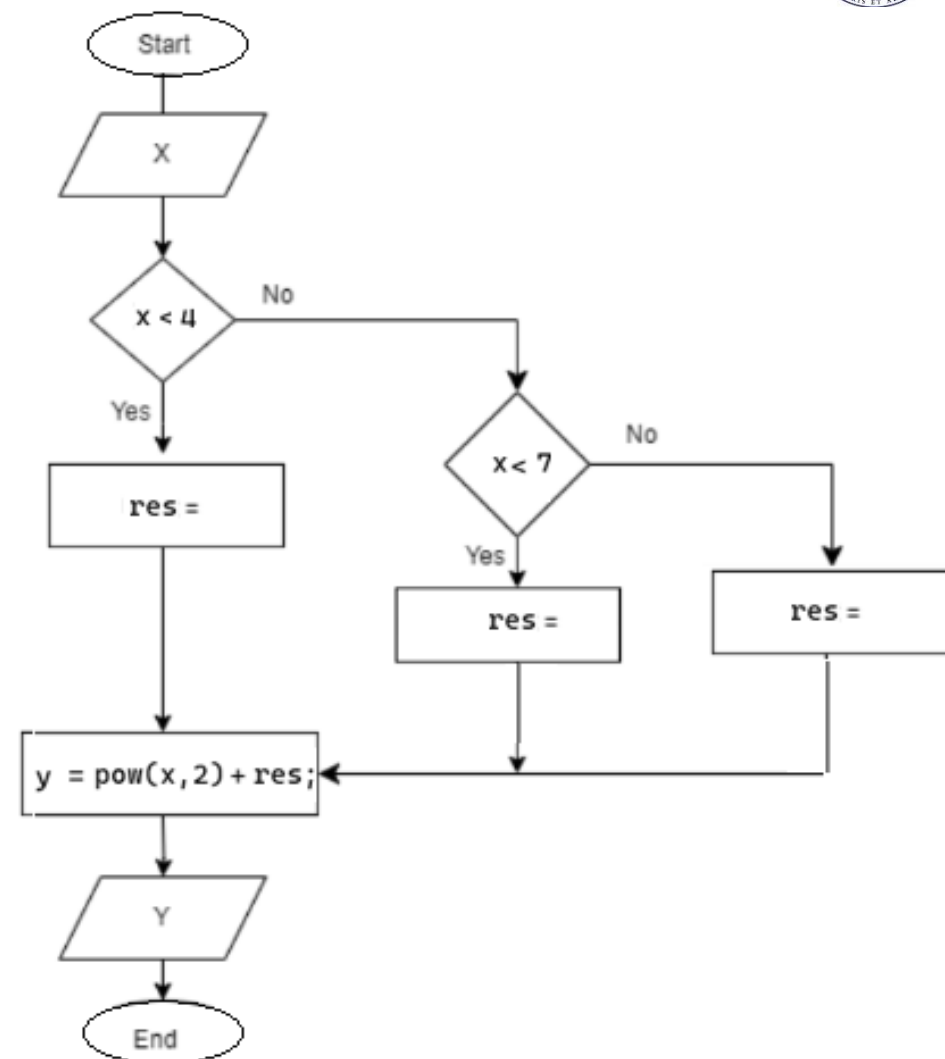 Start
X
x < 4
No
Yes
x < 7
No
res =
Yes
res =
res =
y = pow(x,2) + res;
Y
End